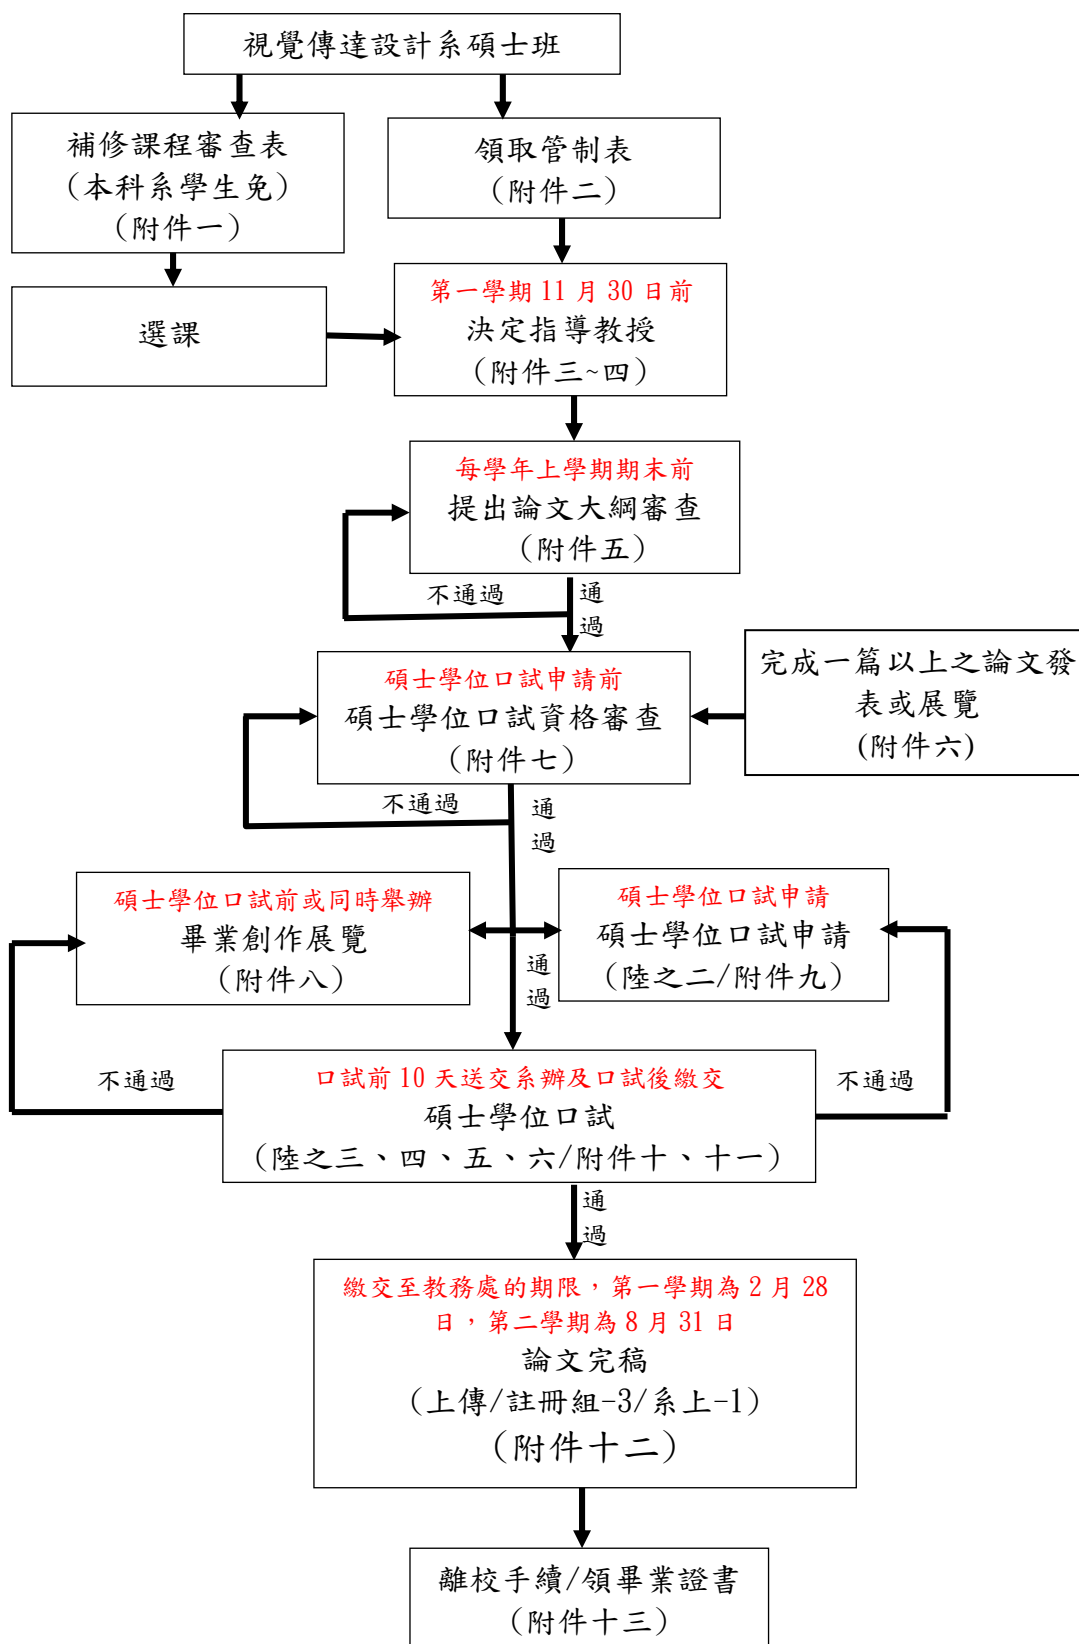 視覺傳達設計系碩士班
補修課程審查表
（本科系學生免）
（附件一）
領取管制表
（附件二）
選課
第一學期 11 月 30 日前
決定指導教授
（附件三~四）
每學年上學期期末前
提出論文大綱審查
（附件五）
不通過
通
過
碩士學位口試申請前
碩士學位口試資格審查
（附件七）
完成一篇以上之論文發
表或展覽
(附件六)
不通過
通
過
碩士學位口試前或同時舉辦
畢業創作展覽
（附件八）
碩士學位口試申請
碩士學位口試申請
（陸之二/附件九）
通
過
不通過
口試前 10 天送交系辦及口試後繳交
碩士學位口試
（陸之三、四、五、六/附件十、十一）
不通過
通
過
繳交至教務處的期限，第一學期為 2 月 28
日，第二學期為 8 月 31 日
論文完稿
（上傳/註冊組-3/系上-1）
（附件十二）
離校手續/領畢業證書
（附件十三）